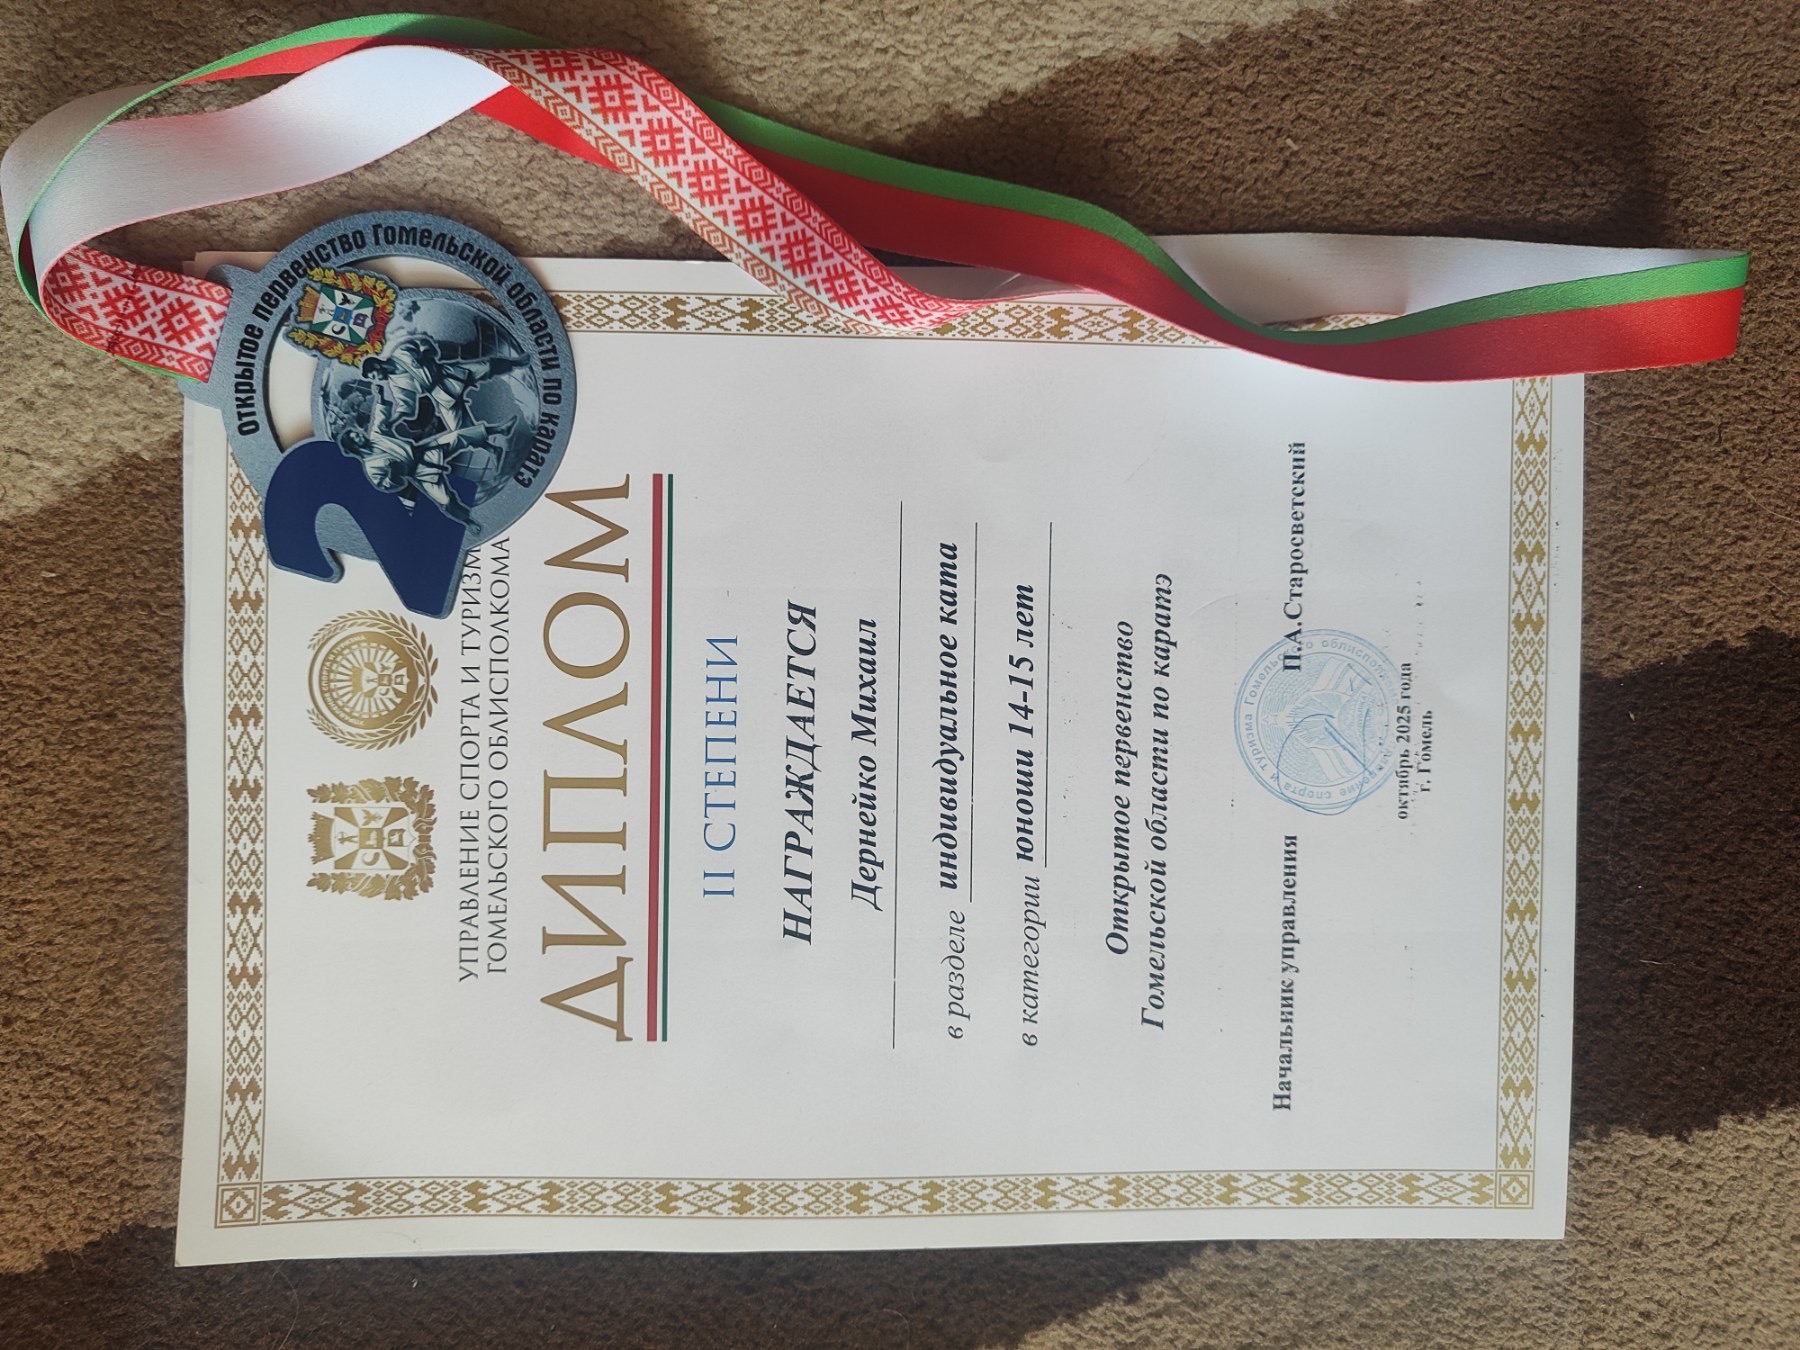 Открытое первенство Гомельской области по каратэ
2
УПРАВЛЕНИЕ СПОРТА И ТУРИЗМ
ГОМЕЛЬСКОГО ОБЛИСПОЛКОМА
ДИПЛОМ
II СТЕПЕНИ
НАГРАЖДАЕТСЯ
Дернейко Михаил
в разделе индивидуальное ката
в категории юноши 14-15 лет
Открытое первенство
Гомельской области по каратэ
Начальник управления П.А.Старосветский
октябрь 2025 года
г. Гомель